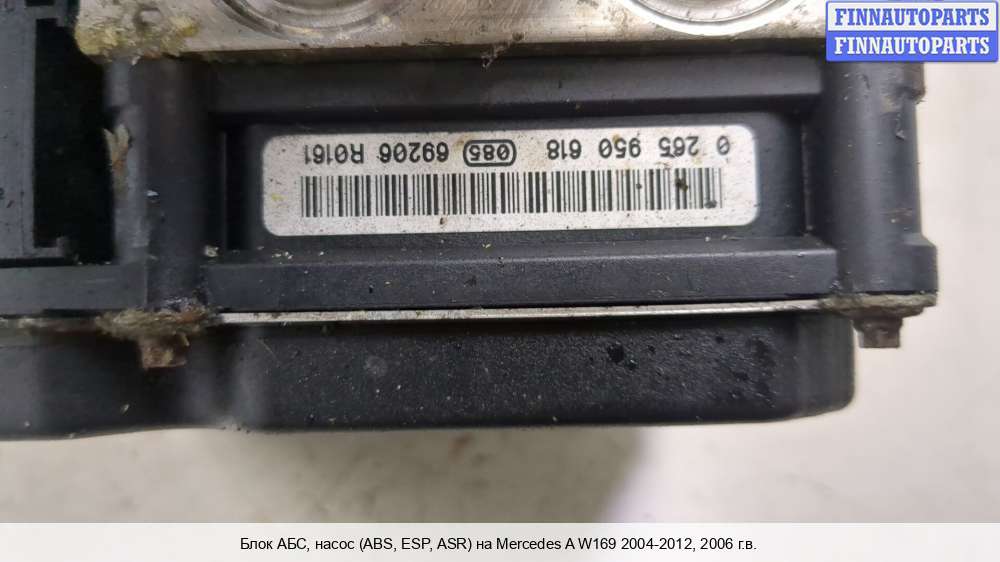 FINNAUTOPARTS
FINNAUTOPARTS
0 265 950 618 085 69206 R0161
Блок АБС, насос (ABS, ESP, ASR) на Mercedes A W169 2004-2012, 2006 г.в.